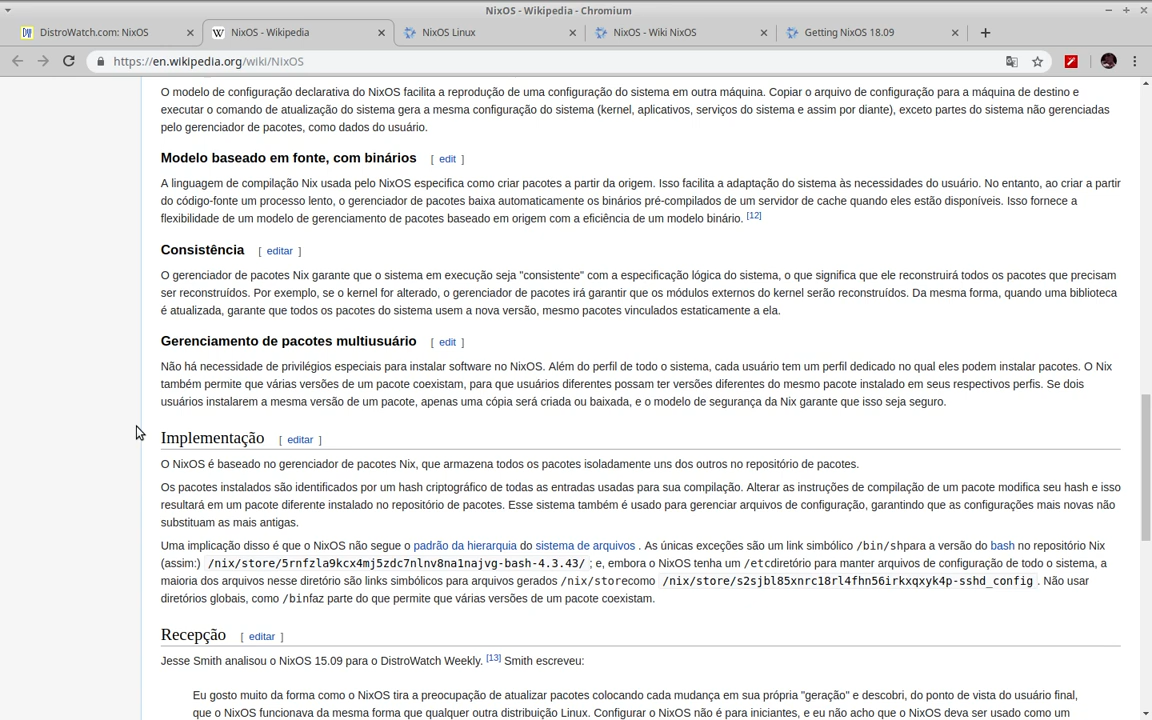 NixOS - Wikipedia - Chromium
DistroWatch.com: NixOS
NixOS - Wikipedia
NixOS Linux
NixOS - Wiki NixOS
Getting NixOS 18.09
https://en.wikipedia.org/wiki/NixOS
O modelo de configuração declarativa do NixOS facilita a reprodução de uma configuração do sistema em outra máquina. Copiar o arquivo de configuração para a máquina de destino e
executar o comando de atualização do sistema gera a mesma configuração do sistema (kernel, aplicativos, serviços do sistema e assim por diante), exceto partes do sistema não gerenciadas
pelo gerenciador de pacotes, como dados do usuário.
Modelo baseado em fonte, com binários [ edit ]
A linguagem de compilação Nix usada pelo NixOS especifica como criar pacotes a partir da origem. Isso facilita a adaptação do sistema às necessidades do usuário. No entanto, ao criar a partir
do código-fonte um processo lento, o gerenciador de pacotes baixa automaticamente os binários pré-compilados de um servidor de cache quando eles estão disponíveis. Isso fornece a
flexibilidade de um modelo de gerenciamento de pacotes baseado em origem com a eficiência de um modelo binário. [12]
Consistência [ editar ]
O gerenciador de pacotes Nix garante que o sistema em execução seja "consistente" com a especificação lógica do sistema, o que significa que ele reconstruirá todos os pacotes que precisam
ser reconstruídos. Por exemplo, se o kernel for alterado, o gerenciador de pacotes irá garantir que os módulos externos do kernel serão reconstruídos. Da mesma forma, quando uma biblioteca
é atualizada, garante que todos os pacotes do sistema usem a nova versão, mesmo pacotes vinculados estaticamente a ela.
Gerenciamento de pacotes multiusuário [ edit ]
Não há necessidade de privilégios especiais para instalar software no NixOS. Além do perfil de todo o sistema, cada usuário tem um perfil dedicado no qual eles podem instalar pacotes. O Nix
também permite que várias versões de um pacote coexistam, para que usuários diferentes possam ter versões diferentes do mesmo pacote instalado em seus respectivos perfis. Se dois
usuários instalarem a mesma versão de um pacote, apenas uma cópia será criada ou baixada, e o modelo de segurança da Nix garante que isso seja seguro.
Implementação [ editar ]
O NixOS é baseado no gerenciador de pacotes Nix, que armazena todos os pacotes isoladamente uns dos outros no repositório de pacotes.
Os pacotes instalados são identificados por um hash criptográfico de todas as entradas usadas para sua compilação. Alterar as instruções de compilação de um pacote modifica seu hash e isso
resultará em um pacote diferente instalado no repositório de pacotes. Esse sistema também é usado para gerenciar arquivos de configuração, garantindo que as configurações mais novas não
substituam as mais antigas.
Uma implicação disso é que o NixOS não segue o padrão da hierarquia do sistema de arquivos . As únicas exceções são um link simbólico /bin/shpara a versão do bash no repositório Nix
(assim:) /nix/store/5rnfzla9kcx4mj5zdc7nlnv8na1najvg-bash-4.3.43/ ; e, embora o NixOS tenha um /etcdiretório para manter arquivos de configuração de todo o sistema, a
maioria dos arquivos nesse diretório são links simbólicos para arquivos gerados /nix/storecomo /nix/store/s2sjbl85xnrc18rl4fhn56irkxqxyk4p-sshd_config . Não usar
diretórios globais, como /binfaz parte do que permite que várias versões de um pacote coexistam.
Recepção [ editar ]
Jesse Smith analisou o NixOS 15.09 para o DistroWatch Weekly. [13] Smith escreveu:
Eu gosto muito da forma como o NixOS tira a preocupação de atualizar pacotes colocando cada mudança em sua própria "geração" e descobri, do ponto de vista do usuário final,
que o NixOS funcionava da mesma forma que qualquer outra distribuição Linux. Configurar o NixOS não é para iniciantes, e eu não acho que o NixOS deva ser usado como um